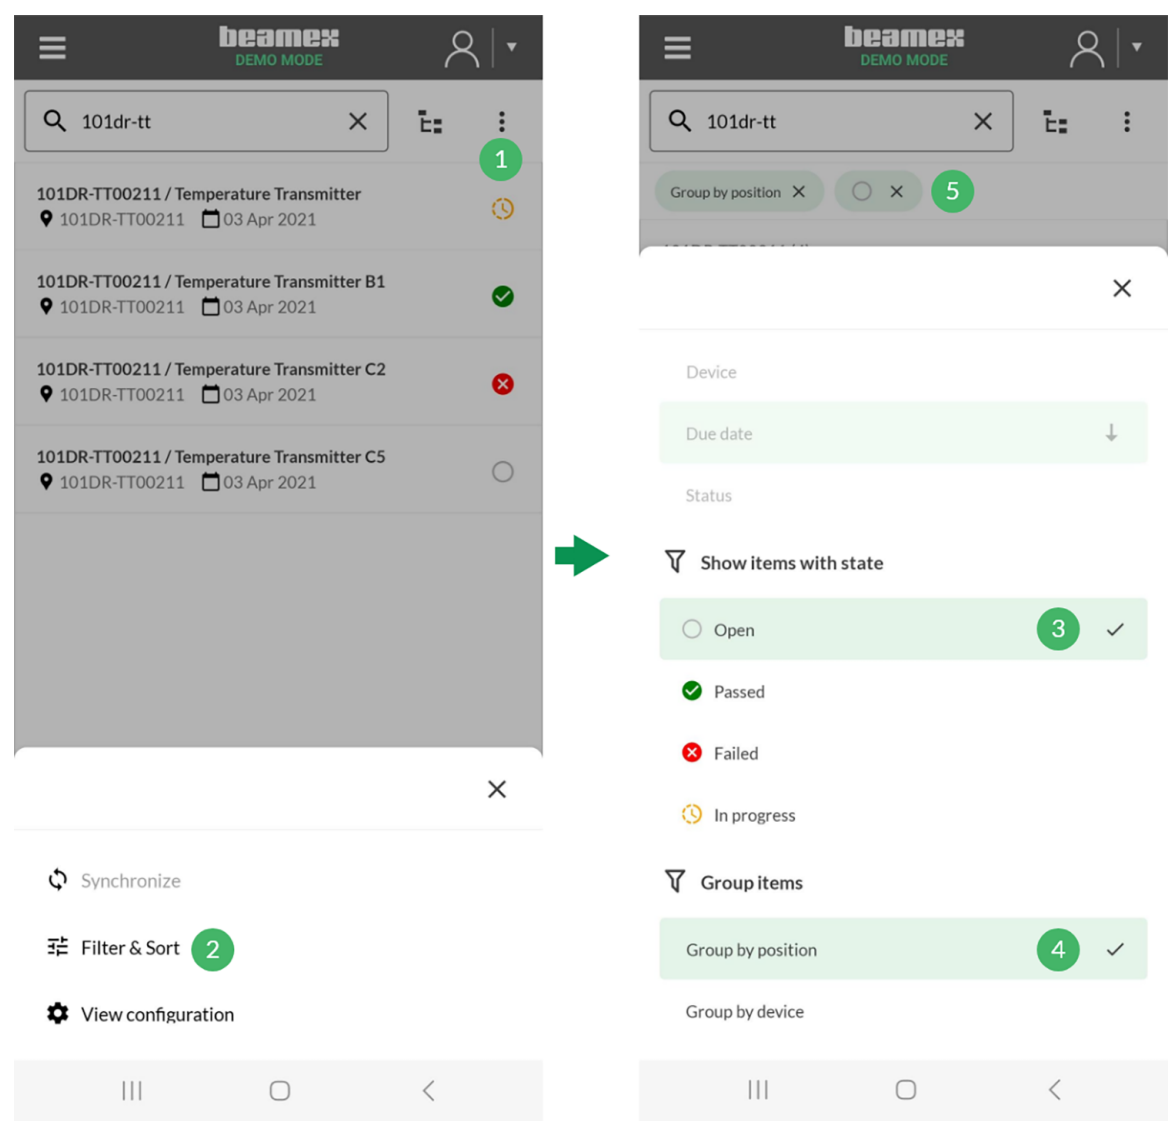 beamex
DEMO MODE
101dr-tt
1
101DR-TT00211 / Temperature Transmitter
101DR-TT00211 03 Apr 2021
101DR-TT00211 / Temperature Transmitter B1
101DR-TT00211 03 Apr 2021
101DR-TT00211 / Temperature Transmitter C2
101DR-TT00211 03 Apr 2021
101DR-TT00211 / Temperature Transmitter C5
101DR-TT00211 03 Apr 2021
Synchronize
Filter & Sort 2
View configuration
beamex
DEMO MODE
101dr-tt
Group by position 5
Device
Due date
Status
Show items with state
Open 3
Passed
Failed
In progress
Group items
Group by position 4
Group by device